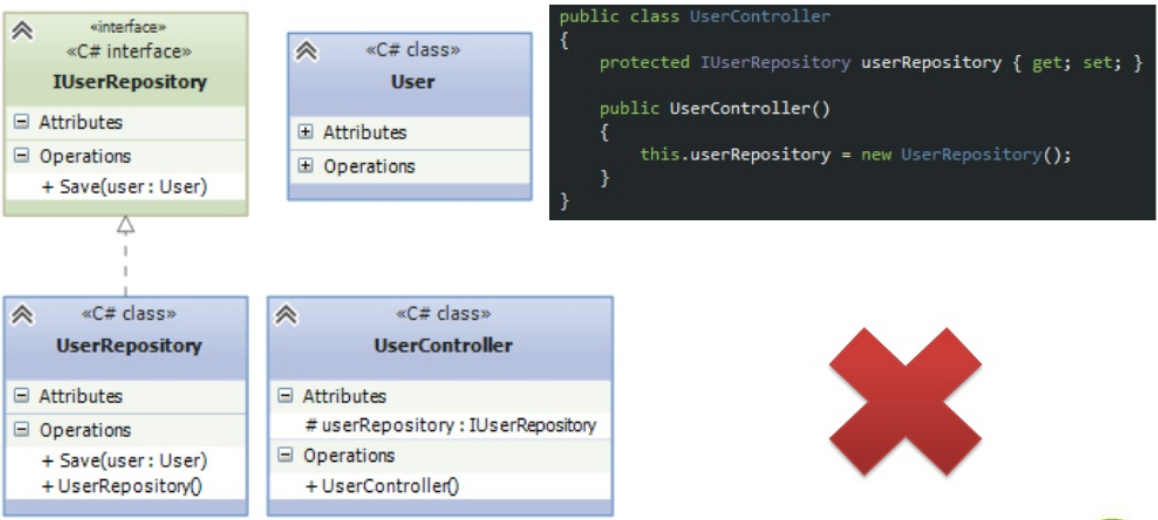 «interface»
«C# interface»
IUserRepository
Attributes
Operations
+ Save(user : User)
«C# class»
User
Attributes
Operations
public class UserController
{
    protected IUserRepository userRepository { get; set; }
    public UserController()
    {
        this.userRepository = new UserRepository();
    }
}
«C# class»
UserRepository
Attributes
Operations
+ Save(user : User)
+ UserRepository()
«C# class»
UserController
Attributes
# userRepository : IUserRepository
Operations
+ UserController()